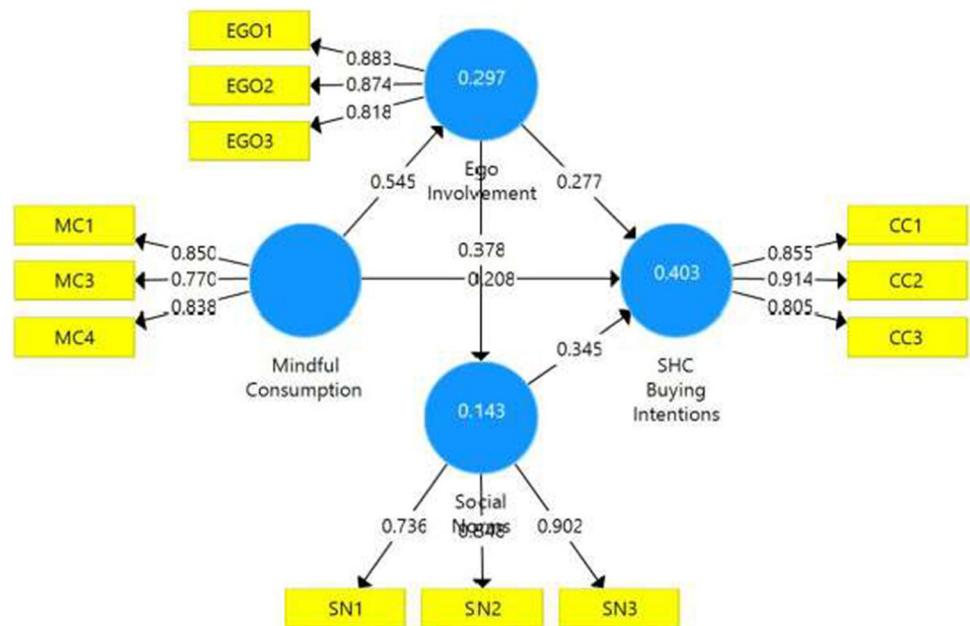 EGO1
0.883
EGO2
0.874
0.297
EGO3
0.818
Ego
Involvement
0.545
0.277
MC1
0.850
MC3
0.770
MC4
0.838
0.378
0.208
0.403
CC1
0.855
CC2
0.914
CC3
0.805
Mindful
Consumption
0.345
SHC
Buying
Intentions
0.143
Social
Norms
0.736
0.902
SN1
SN2
SN3